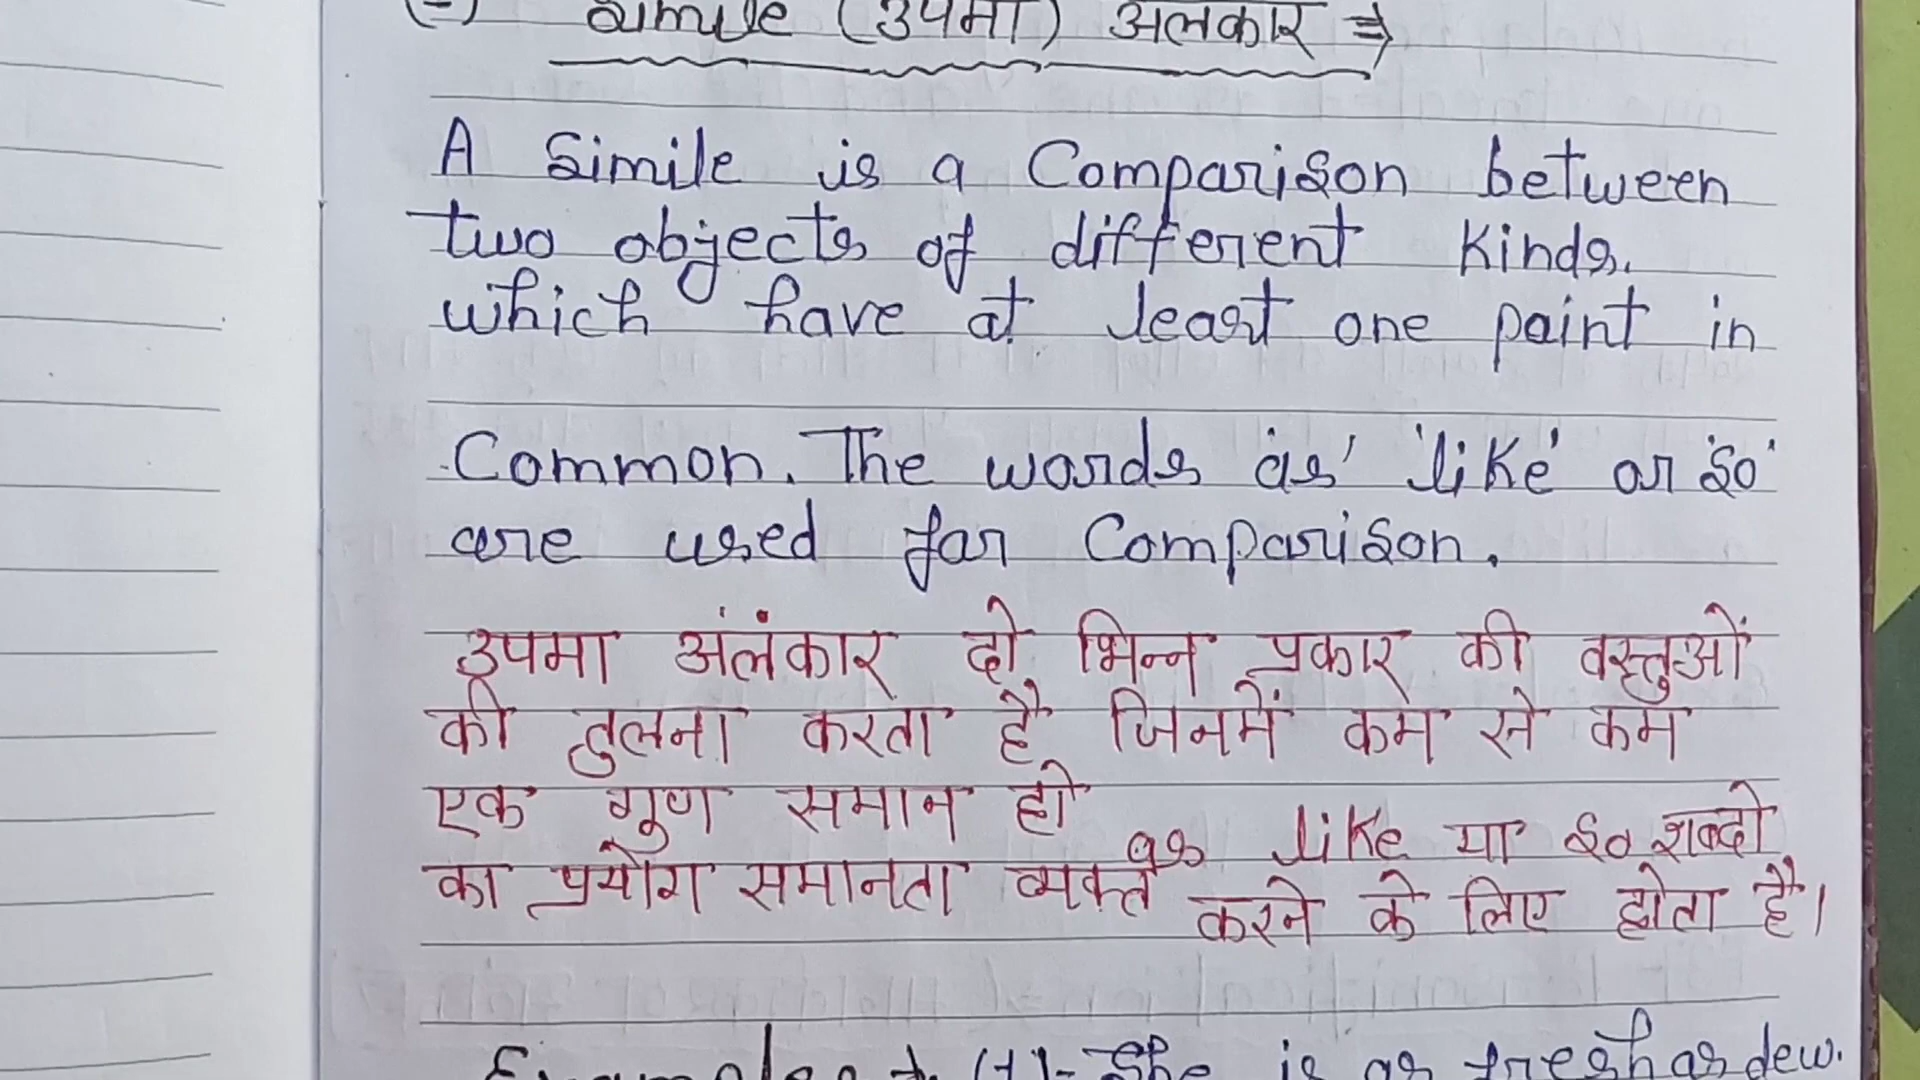 Simile (उपमा) अलंकार ⇒
A Simile is a Comparison between
two objects of different Kinds.
which have at least one point in
Common. The words as' 'like' or 'so'
are used for Comparison.
उपमा अंलंकार दो भिन्न प्रकार की वस्तुओं
की तुलना करता है जिनमें कम से कम
एक गुण समान हो as like या so शब्दो
का प्रयोग समानता व्यक्त करने के लिए होता है।
Examples → (1)- She is as fresh as dew.